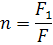 n = F₁/F